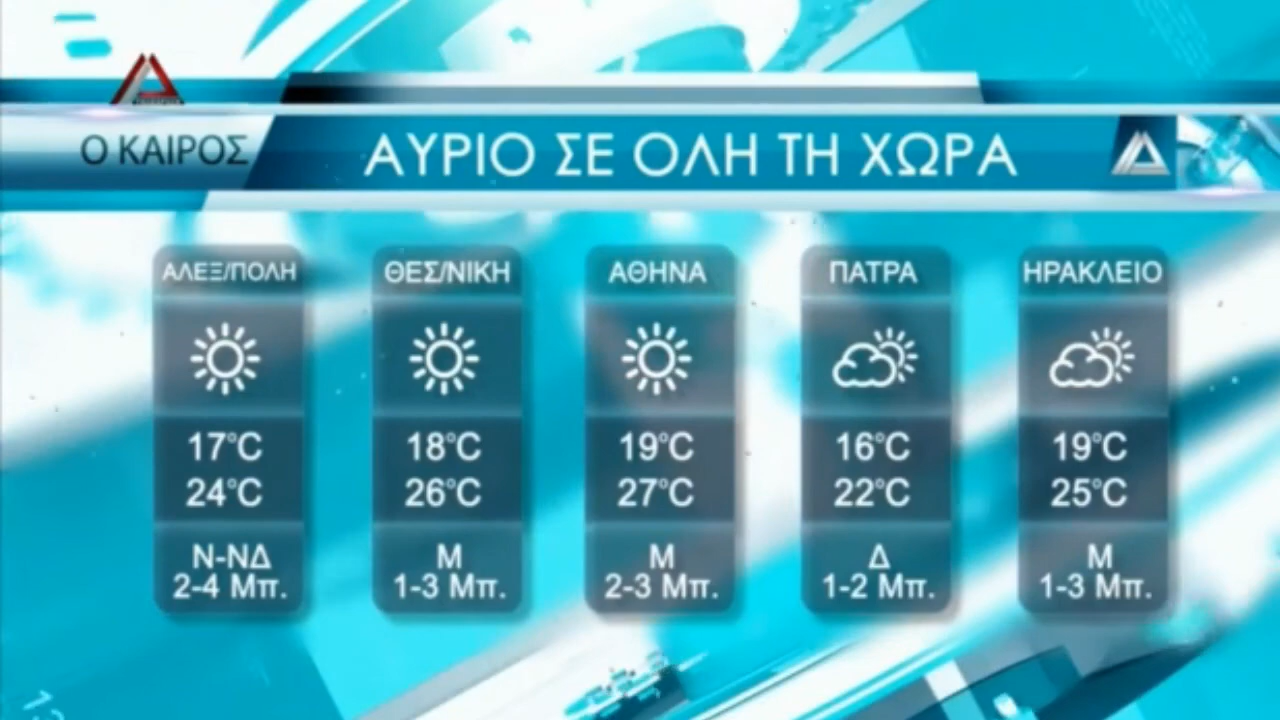 Ο ΚΑΙΡΟΣ
ΑΥΡΙΟ ΣΕ ΟΛΗ ΤΗ ΧΩΡΑ
ΑΛΕΞ/ΠΟΛΗ ΘΕΣ/ΝΙΚΗ ΑΘΗΝΑ ΠΑΤΡΑ ΗΡΑΚΛΕΙΟ
17°C 18°C 19°C 16°C 19°C
24°C 26°C 27°C 22°C 25°C
Ν-ΝΔ Μ Μ Δ Μ
2-4 Μπ. 1-3 Μπ. 2-3 Μπ. 1-2 Μπ. 1-3 Μπ.